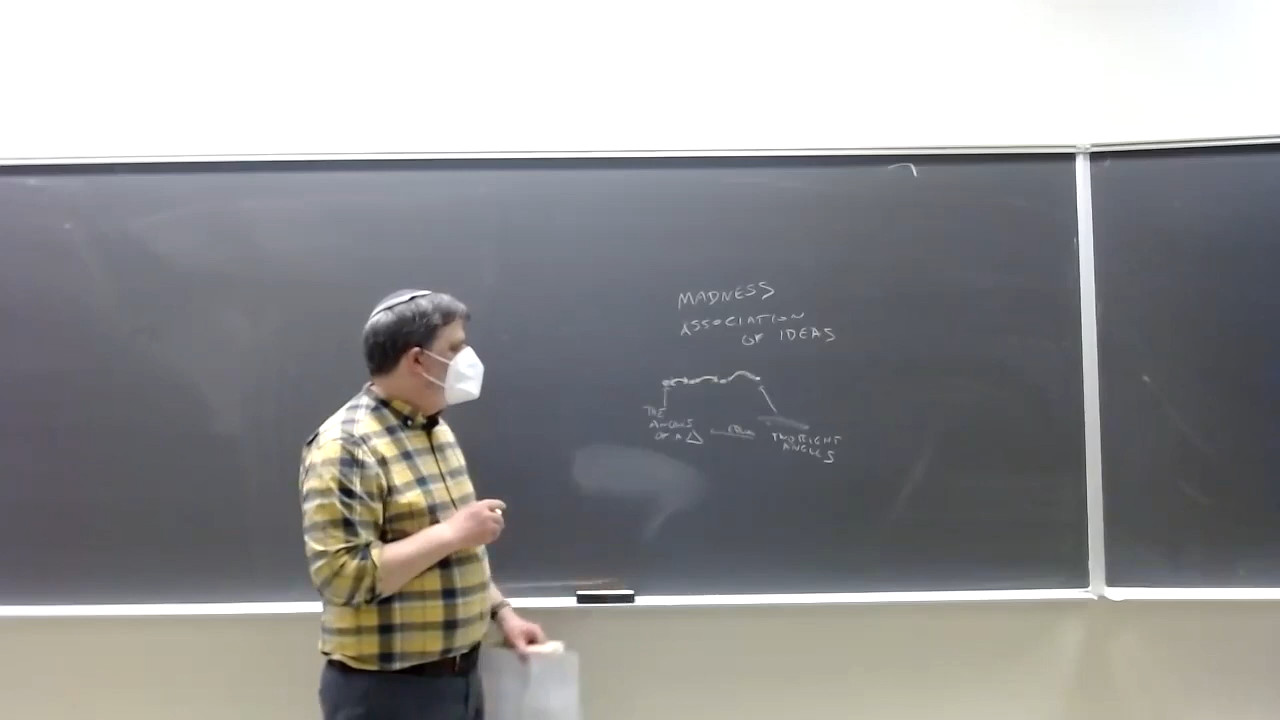 MADNESS
ASSOCIATION
OF IDEAS
THE
ANGLES
OF A △
TWO RIGHT
ANGLES